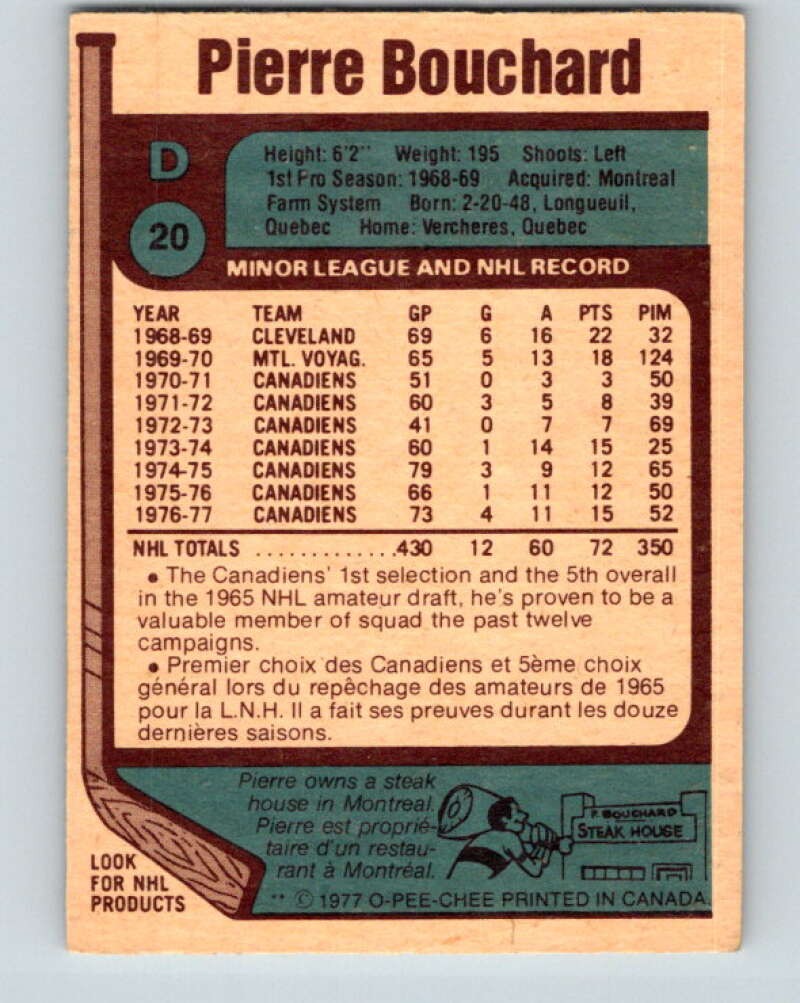 Pierre Bouchard
D
20
Height: 6'2" Weight: 195 Shoots: Left
1st Pro Season: 1968-69 Acquired: Montreal
Farm System Born: 2-20-48, Longueuil,
Quebec Home: Vercheres, Quebec
MINOR LEAGUE AND NHL RECORD
YEAR TEAM GP G A PTS PIM
1968-69 CLEVELAND 69 6 16 22 32
1969-70 MTL. VOYAG. 65 5 13 18 124
1970-71 CANADIENS 51 0 3 3 50
1971-72 CANADIENS 60 3 5 8 39
1972-73 CANADIENS 41 0 7 7 69
1973-74 CANADIENS 60 1 14 15 25
1974-75 CANADIENS 79 3 9 12 65
1975-76 CANADIENS 66 1 11 12 50
1976-77 CANADIENS 73 4 11 15 52
NHL TOTALS .............430 12 60 72 350
• The Canadiens' 1st selection and the 5th overall
in the 1965 NHL amateur draft, he's proven to be a
valuable member of squad the past twelve
campaigns.
• Premier choix des Canadiens et 5ème choix
général lors du repêchage des amateurs de 1965
pour la L.N.H. Il a fait ses preuves durant les douze
dernières saisons.
Pierre owns a steak
house in Montreal.
Pierre est proprié-
taire d'un restau-
rant à Montréal.
P. BOUCHARD
STEAK HOUSE
LOOK
FOR NHL
PRODUCTS
** © 1977 O-PEE-CHEE PRINTED IN CANADA.